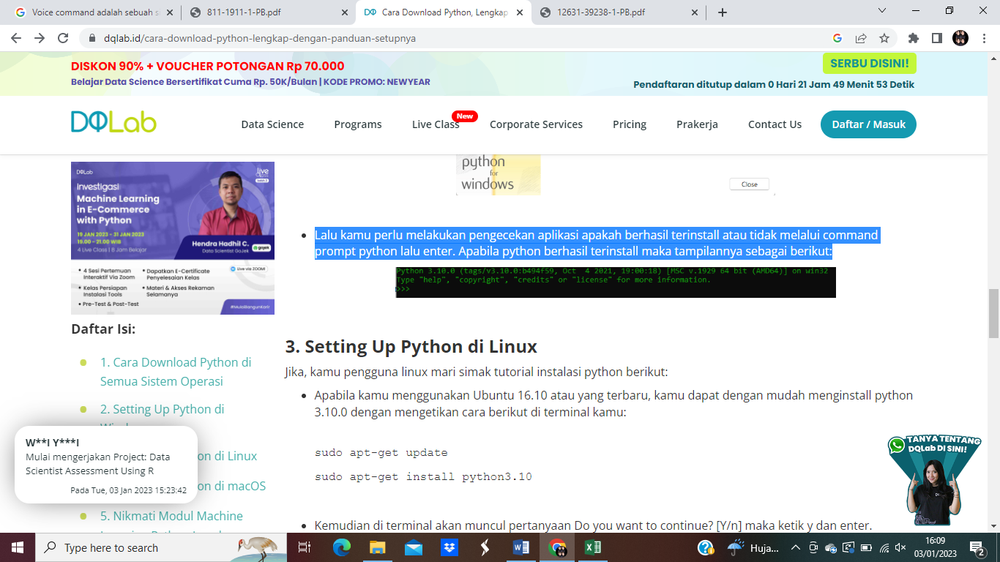 Voice command adalah sebuah s
811-1911-1-PB.pdf
Cara Download Python, Lengkap
12631-39238-1-PB.pdf
dqlab.id/cara-download-python-lengkap-dengan-panduan-setupnya
DISKON 90% + VOUCHER POTONGAN Rp 70.000
Belajar Data Science Bersertifikat Cuma Rp. 50K/Bulan | KODE PROMO: NEWYEAR
SERBU DISINI!
Pendaftaran ditutup dalam 0 Hari 21 Jam 49 Menit 53 Detik
DQLab
Data Science
Programs
Live Class
New
Corporate Services
Pricing
Prakerja
Contact Us
Daftar / Masuk
DQLab
live
class
Investigasi
Machine Learning
in E-Commerce
with Python
19 JAN 2023 - 31 JAN 2023
19.00 - 21.00 WIB
4 Live Class | 8 Jam Belajar
Hendra Hadhil C.
Data Scientist GoJek
gojek
Live via ZOOM!
• 4 Sesi Pertemuan
Interaktif Via Zoom
• Kelas Persiapan
Instalasi Tools
• Pre-Test & Post-Test
• Dapatkan E-Certificate
Penyelesaian Kelas
• Materi & Akses Rekaman
Selamanya
#MulaiBangunKarir
python
for
windows
Close
• Lalu kamu perlu melakukan pengecekan aplikasi apakah berhasil terinstall atau tidak melalui command
prompt python lalu enter. Apabila python berhasil terinstall maka tampilannya sebagai berikut:
Python 3.10.0 (tags/v3.10.0:b494f59, Oct  4 2021, 19:00:18) [MSC v.1929 64 bit (AMD64)] on win32
Type "help", "copyright", "credits" or "license" for more information.
>>>
Daftar Isi:
1. Cara Download Python di
Semua Sistem Operasi
2. Setting Up Python di
on di Linux
on di macOS
5. Nikmati Modul Machine
W**I Y***I
Mulai mengerjakan Project: Data
Scientist Assessment Using R
Pada Tue, 03 Jan 2023 15:23:42
3. Setting Up Python di Linux
Jika, kamu pengguna linux mari simak tutorial instalasi python berikut:
• Apabila kamu menggunakan Ubuntu 16.10 atau yang terbaru, kamu dapat dengan mudah menginstall python
3.10.0 dengan mengetikan cara berikut di terminal kamu:
sudo apt-get update
sudo apt-get install python3.10
• Kemudian di terminal akan muncul pertanyaan Do you want to continue? [Y/n] maka ketik y dan enter.
TANYA TENTANG
DQLab DI SINI!
Type here to search
Huja...
16:09
03/01/2023
2